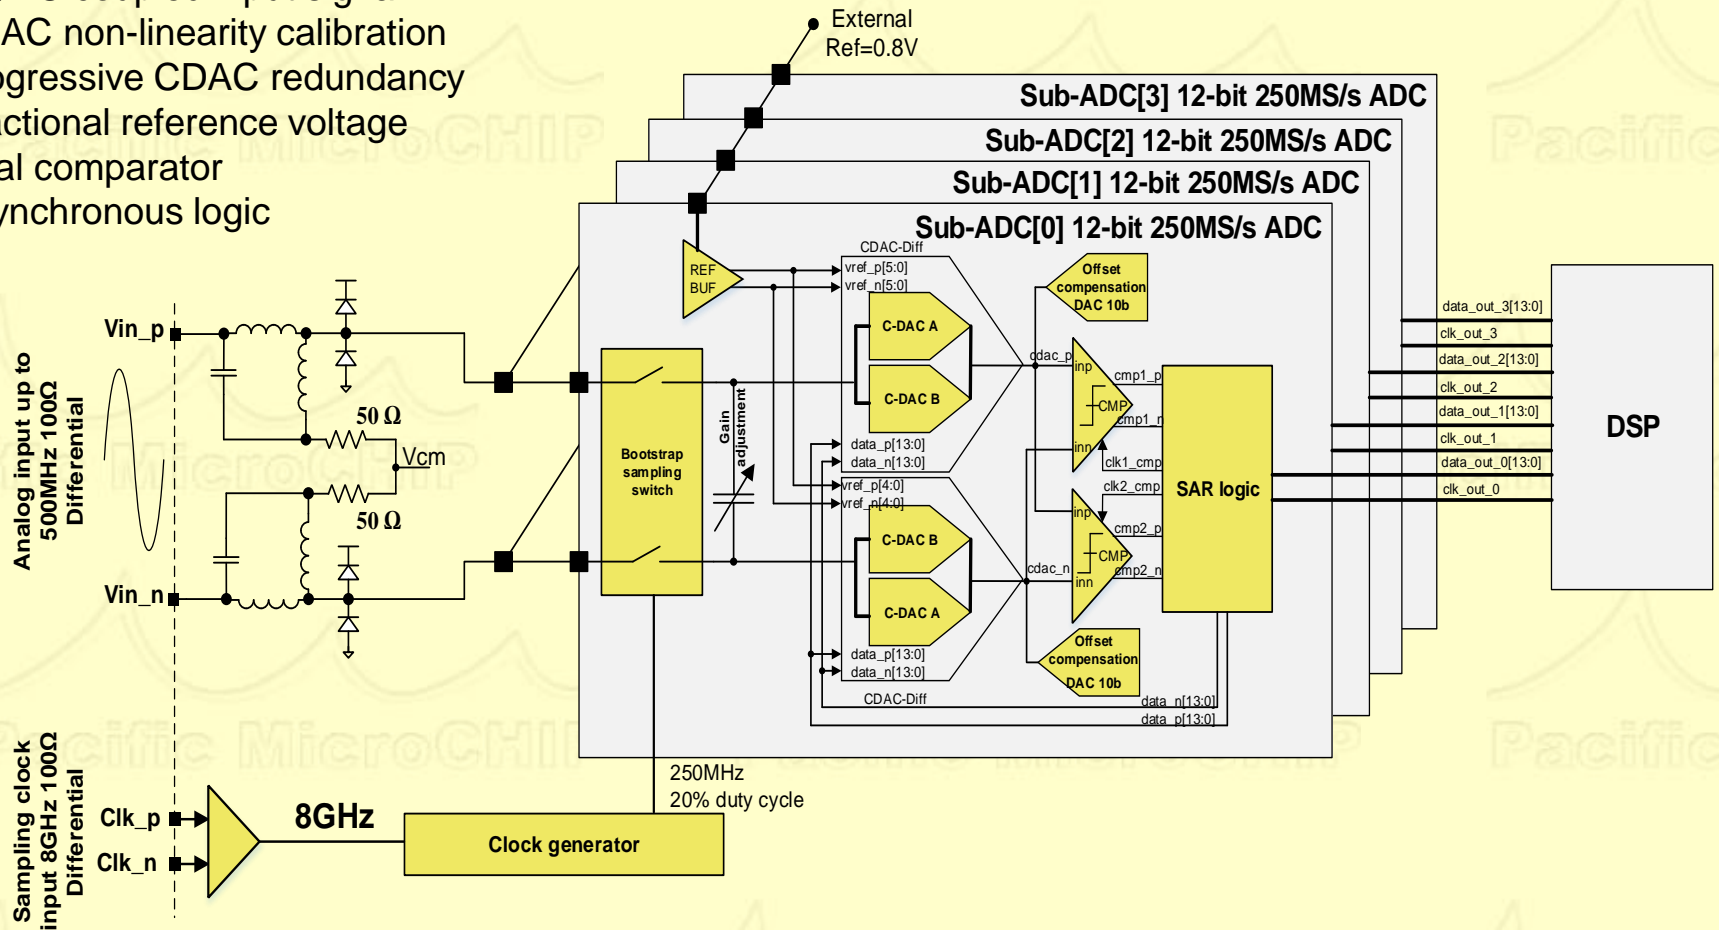 AC non-linearity calibration
ogressive CDAC redundancy
actional reference voltage
al comparator
ynchronous logic
External
Ref=0.8V
Sub-ADC[3] 12-bit 250MS/s ADC
Sub-ADC[2] 12-bit 250MS/s ADC
Sub-ADC[1] 12-bit 250MS/s ADC
Sub-ADC[0] 12-bit 250MS/s ADC
REF
BUF
CDAC-Diff
vref_p[5:0]
vref_n[5:0]
C-DAC A
C-DAC B
data_p[13:0]
data_n[13:0]
vref_p[4:0]
vref_n[4:0]
C-DAC B
C-DAC A
data_p[13:0]
data_n[13:0]
CDAC-Diff
Offset
compensation
DAC 10b
cdac_p
inp
CMP
inn
cmp1_p
cmp1_n
clk1_cmp
clk2_cmp
inp
CMP
inn
cmp2_p
cmp2_n
cdac_n
Offset
compensation
DAC 10b
data_n[13:0]
data_p[13:0]
SAR logic
data_out_3[13:0]
clk_out_3
data_out_2[13:0]
clk_out_2
data_out_1[13:0]
clk_out_1
data_out_0[13:0]
clk_out_0
DSP
Analog input up to
500MHz 100Ω
Differential
Vin_p
50 Ω
Vcm
50 Ω
Vin_n
Bootstrap
sampling
switch
Gain
adjustment
250MHz
20% duty cycle
Sampling clock
input 8GHz 100Ω
Differential
Clk_p
Clk_n
8GHz
Clock generator
Pacific MicroCHIP